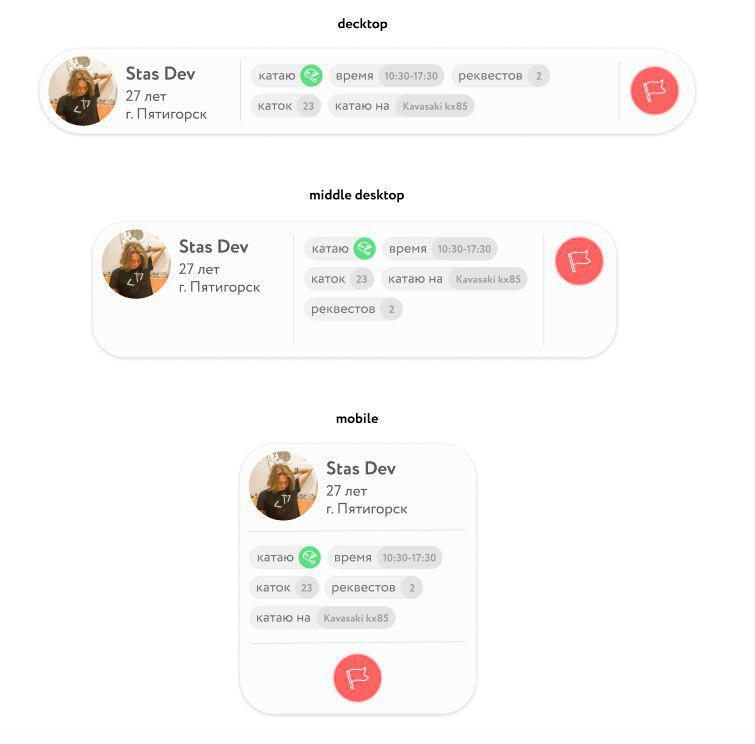 decktop
Stas Dev
27 лет
г. Пятигорск
катаю время 10:30-17:30 реквестов 2
каток 23 катаю на Kavasaki kx85
middle desktop
Stas Dev
27 лет
г. Пятигорск
катаю время 10:30-17:30
каток 23 катаю на Kavasaki kx85
реквестов 2
mobile
Stas Dev
27 лет
г. Пятигорск
катаю время 10:30-17:30
каток 23 реквестов 2
катаю на Kavasaki kx85